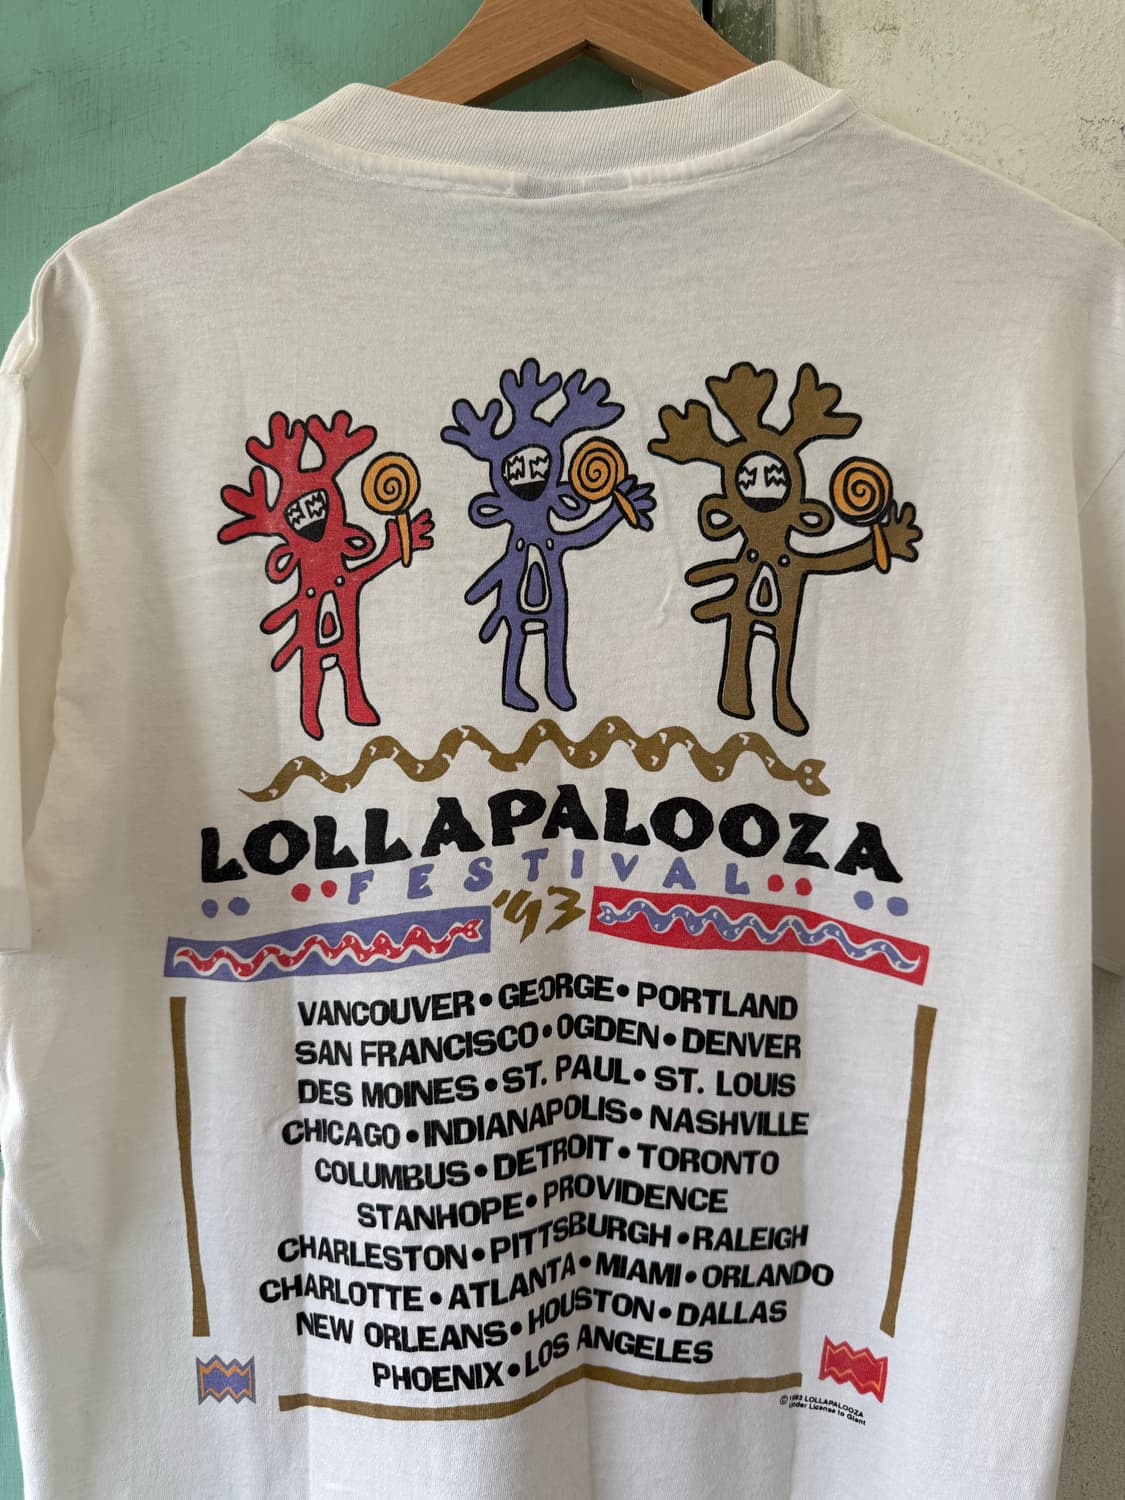 LOLLAPALOOZA
FESTIVAL
'93
VANCOUVER • GEORGE • PORTLAND
SAN FRANCISCO • OGDEN • DENVER
DES MOINES • ST. PAUL • ST. LOUIS
CHICAGO • INDIANAPOLIS • NASHVILLE
COLUMBUS • DETROIT • TORONTO
STANHOPE • PROVIDENCE
CHARLESTON • PITTSBURGH • RALEIGH
CHARLOTTE • ATLANTA • MIAMI • ORLANDO
NEW ORLEANS • HOUSTON • DALLAS
PHOENIX • LOS ANGELES
© 1993 LOLLAPALOOZA
Under License to Giant